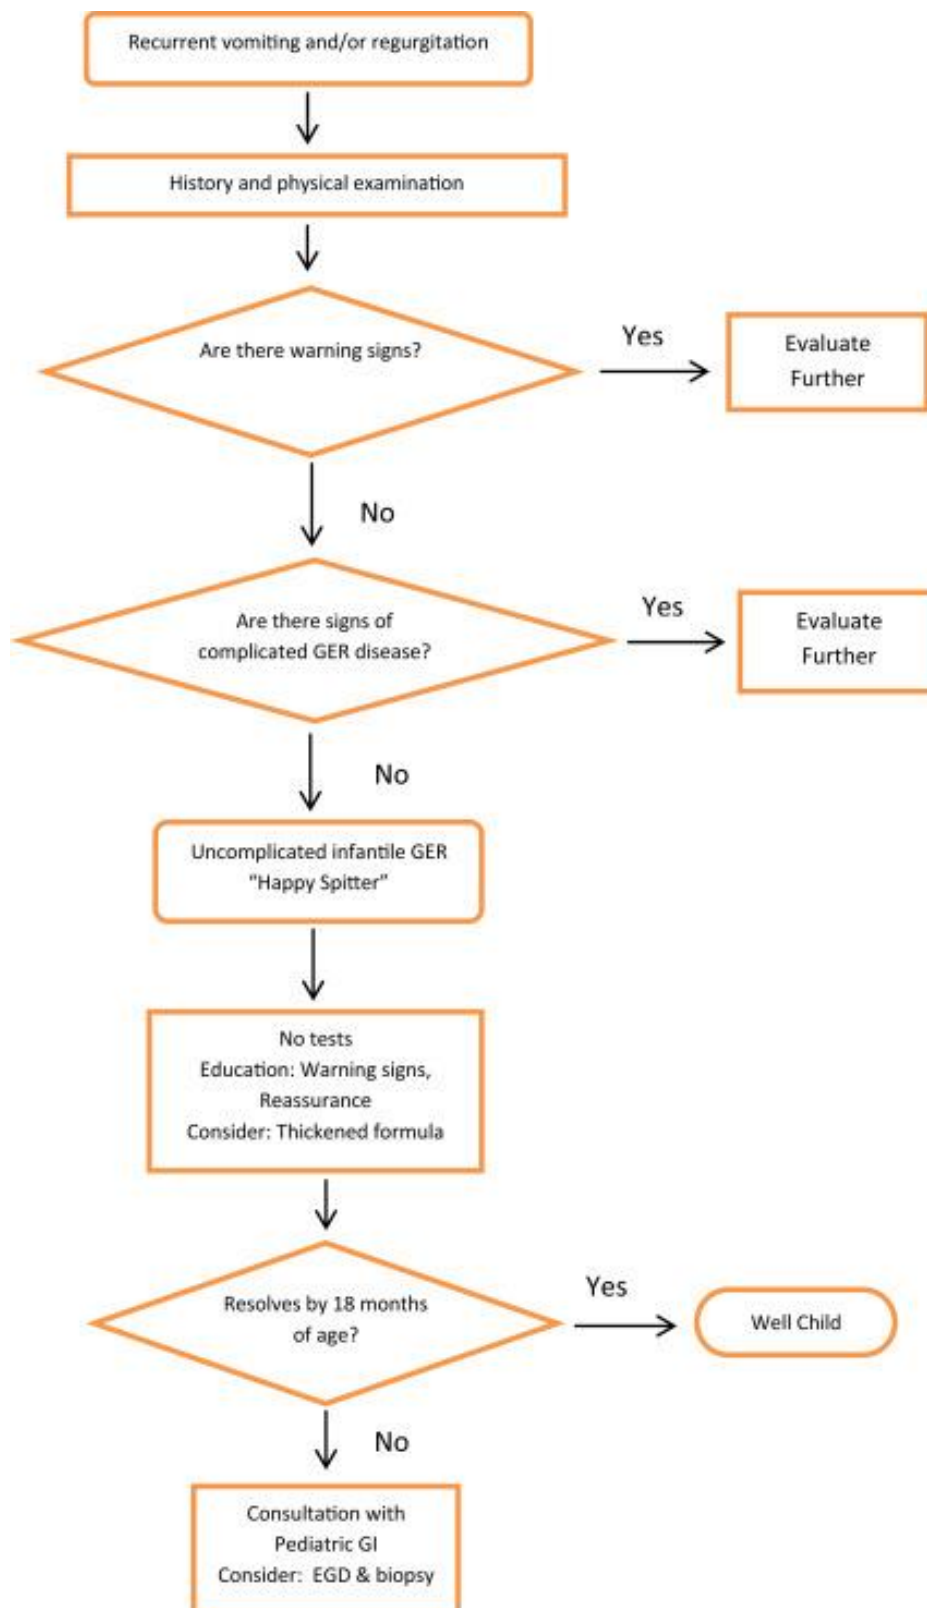 Recurrent vomiting and/or regurgitation
History and physical examination
Are there warning signs?
Yes
Evaluate
Further
No
Are there signs of
complicated GER disease?
Yes
Evaluate
Further
No
Uncomplicated infantile GER
"Happy Spitter"
No tests
Education: Warning signs,
Reassurance
Consider: Thickened formula
Resolves by 18 months
of age?
Yes
Well Child
No
Consultation with
Pediatric GI
Consider: EGD & biopsy